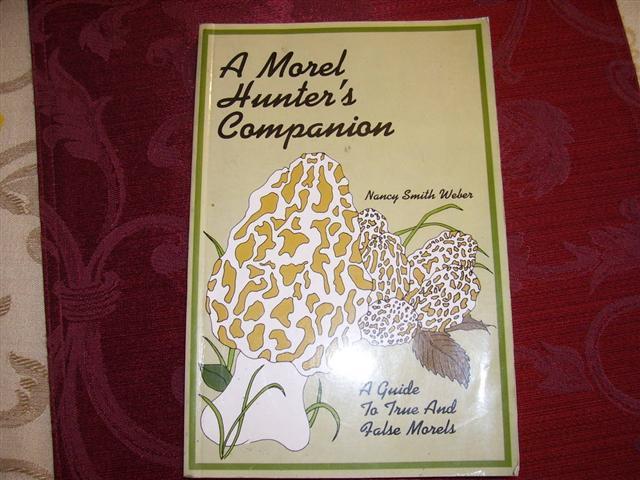 A Morel
Hunter's
Companion
Nancy Smith Weber
A Guide
To True And
False Morels